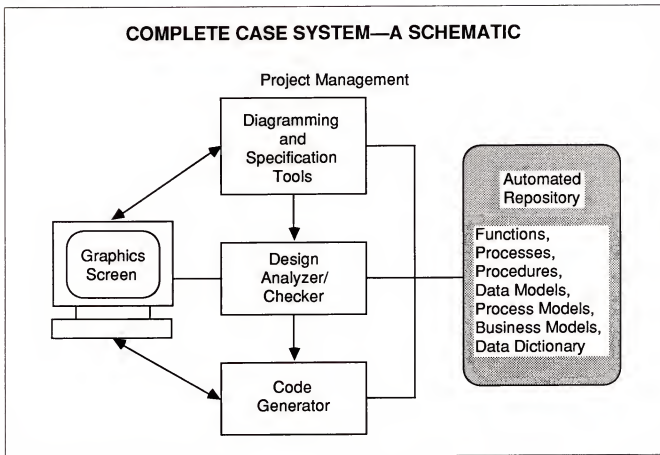 COMPLETE CASE SYSTEM—A SCHEMATIC
Project Management
Diagramming
and
Specification
Tools
Graphics
Screen
Design
Analyzer/
Checker
Code
Generator
Automated
Repository
Functions,
Processes,
Procedures,
Data Models,
Process Models,
Business Models,
Data Dictionary